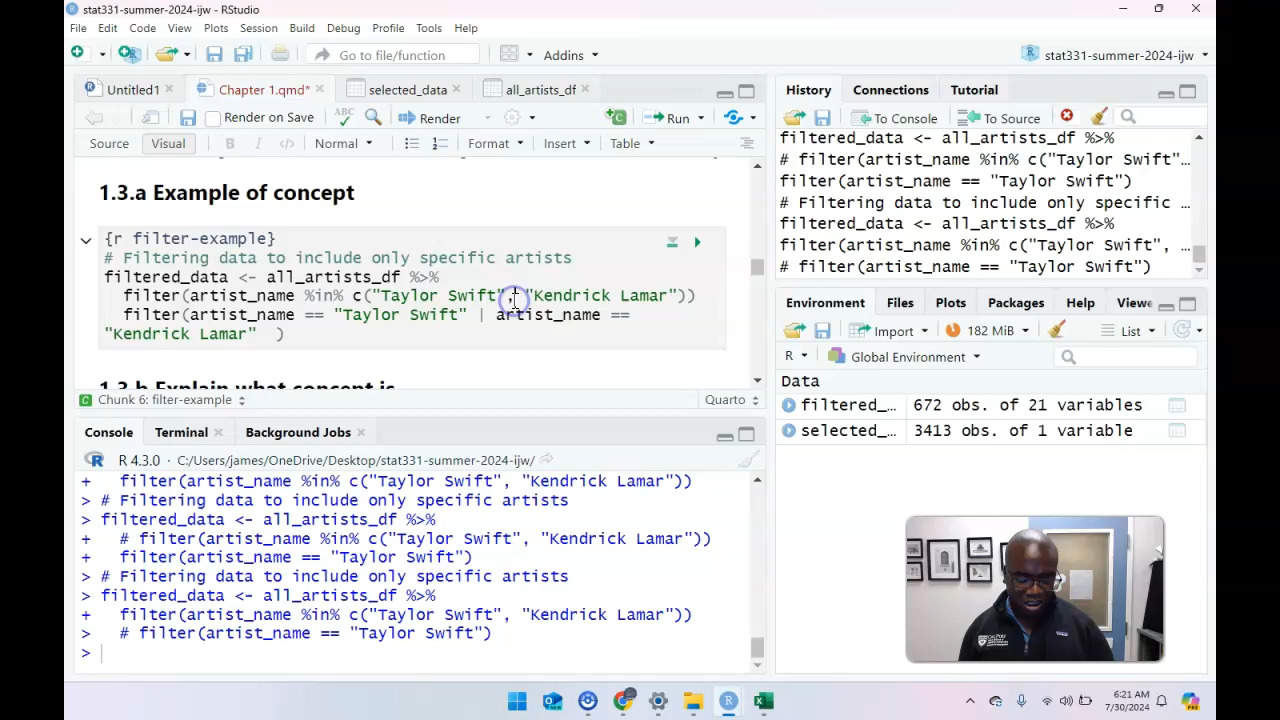 stat331-summer-2024-ijw - RStudio
File Edit Code View Plots Session Build Debug Profile Tools Help
Go to file/function
Addins
stat331-summer-2024-ijw
Untitled1
Chapter 1.qmd*
selected_data
all_artists_df
Render on Save
ABC
Render
Run
Source
Visual
B
I
Normal
Format
Insert
Table
1.3.a Example of concept
{r filter-example}
# Filtering data to include only specific artists
filtered_data <- all_artists_df %>%
filter(artist_name %in% c("Taylor Swift", "Kendrick Lamar"))
filter(artist_name == "Taylor Swift" | artist_name ==
"Kendrick Lamar" )
1.3.b Explain what concept is
Chunk 6: filter-example
Quarto
Console
Terminal
Background Jobs
R 4.3.0 · C:/Users/james/OneDrive/Desktop/stat331-summer-2024-ijw/
+ filter(artist_name %in% c("Taylor Swift", "Kendrick Lamar"))
> # Filtering data to include only specific artists
> filtered_data <- all_artists_df %>%
+ # filter(artist_name %in% c("Taylor Swift", "Kendrick Lamar"))
+ filter(artist_name == "Taylor Swift")
> # Filtering data to include only specific artists
> filtered_data <- all_artists_df %>%
+ filter(artist_name %in% c("Taylor Swift", "Kendrick Lamar"))
> # filter(artist_name == "Taylor Swift")
>
History
Connections
Tutorial
To Console
To Source
filtered_data <- all_artists_df %>%
# filter(artist_name %in% c("Taylor Swift"…
filter(artist_name == "Taylor Swift")
# Filtering data to include only specific …
filtered_data <- all_artists_df %>%
filter(artist_name %in% c("Taylor Swift", …
# filter(artist_name == "Taylor Swift")
Environment
Files
Plots
Packages
Help
Viewe
Import
182 MiB
List
R
Global Environment
Data
filtered_… 672 obs. of 21 variables
selected_… 3413 obs. of 1 variable
CAL POLY
6:21 AM
7/30/2024